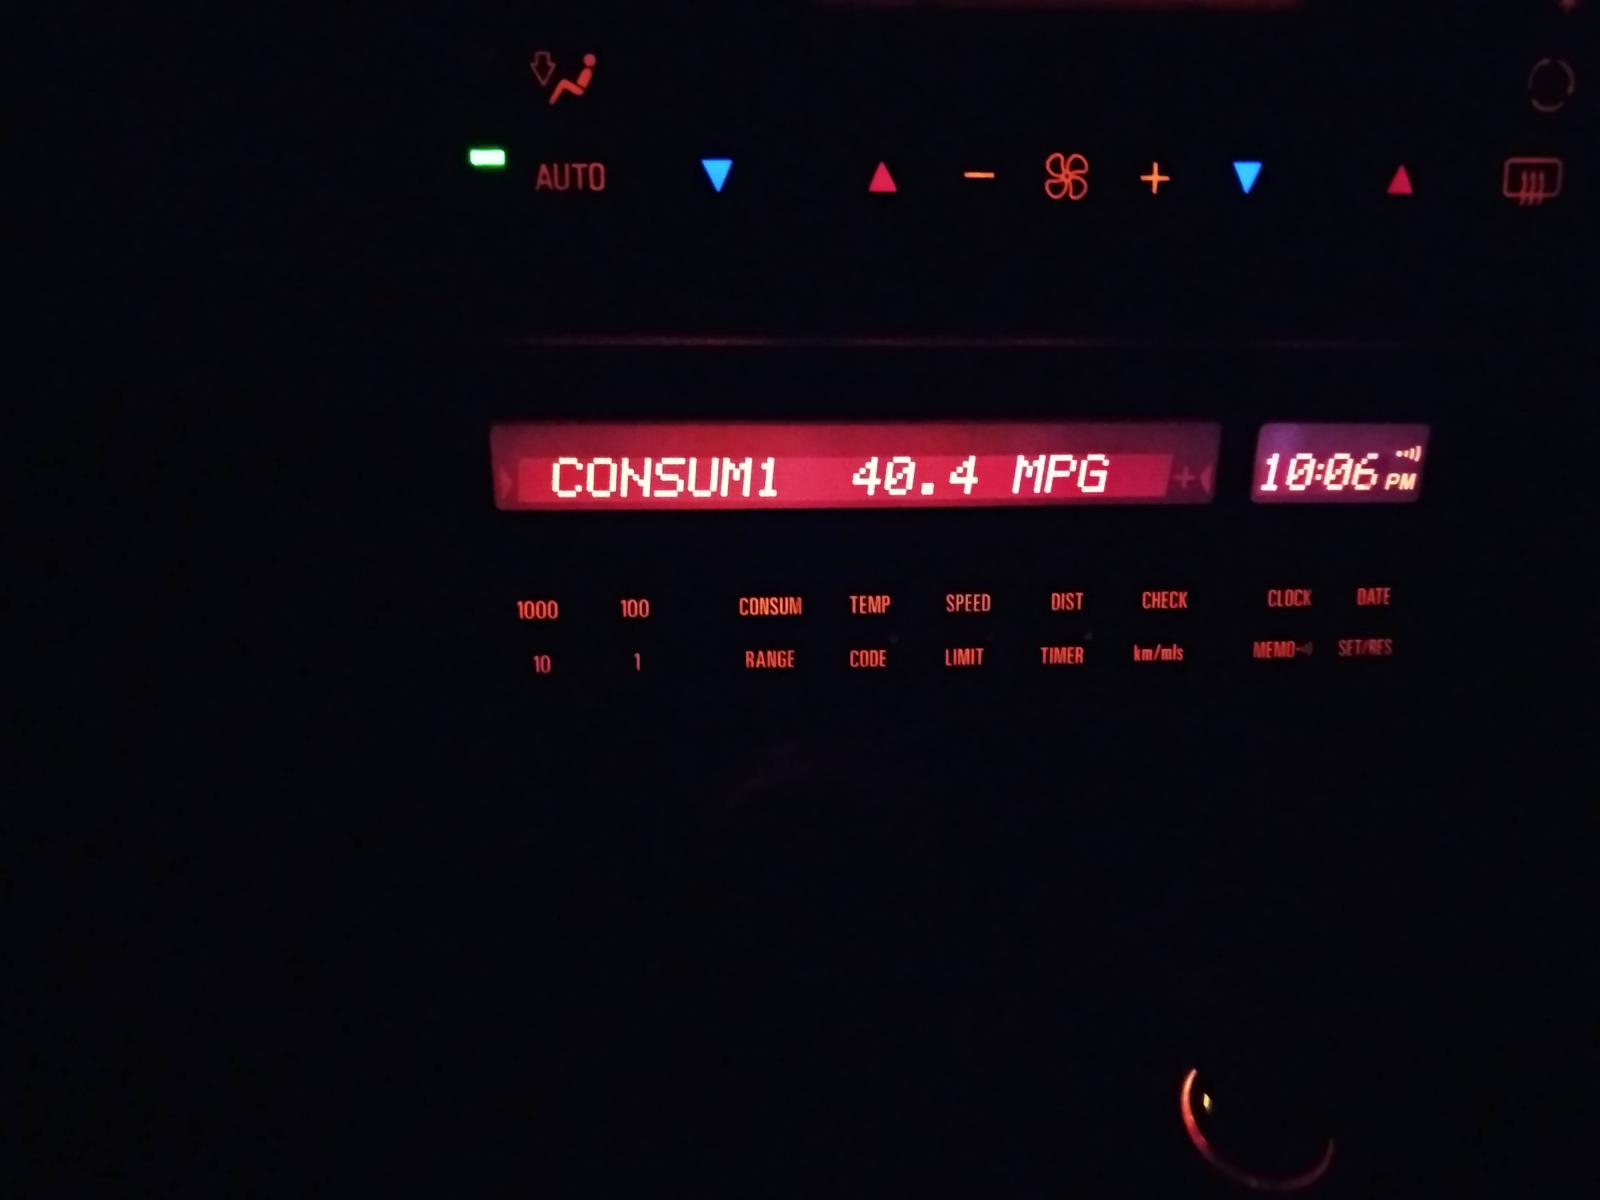 AUTO - +
CONSUM1 40.4 MPG
10:06 PM
1000 100 CONSUM TEMP SPEED DIST CHECK CLOCK DATE
10 1 RANGE CODE LIMIT TIMER km/mls MEMO SET/RES